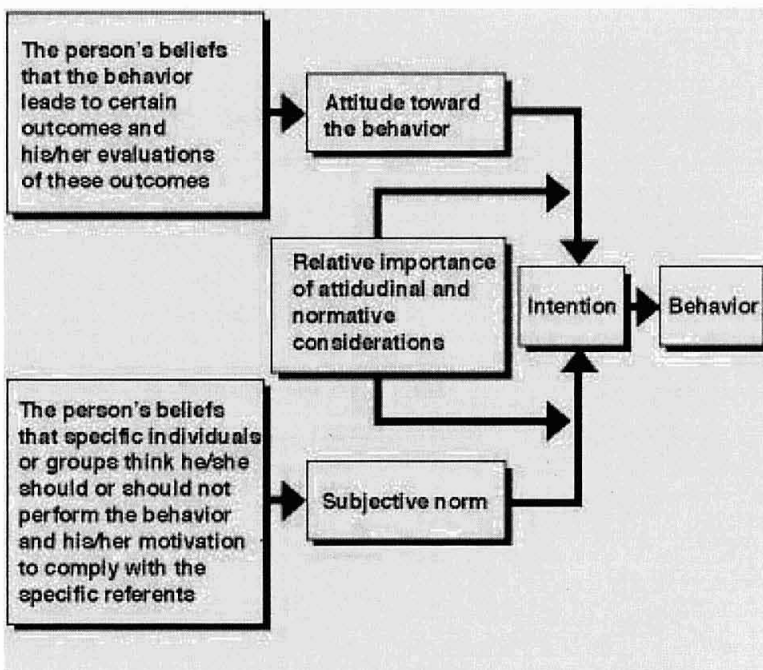 The person's beliefs
that the behavior
leads to certain
outcomes and
his/her evaluations
of these outcomes
Attitude toward
the behavior
Relative importance
of attidudinal and
normative
considerations
Intention
Behavior
The person's beliefs
that specific individuals
or groups think he/she
should or should not
perform the behavior
and his/her motivation
to comply with the
specific referents
Subjective norm